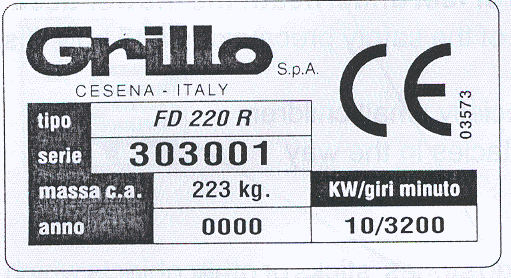 Grillo S.p.A.
CESENA - ITALY
CE
03573
tipo FD 220 R
serie 303001
massa c.a. 223 kg. KW/giri minuto
anno 0000 10/3200